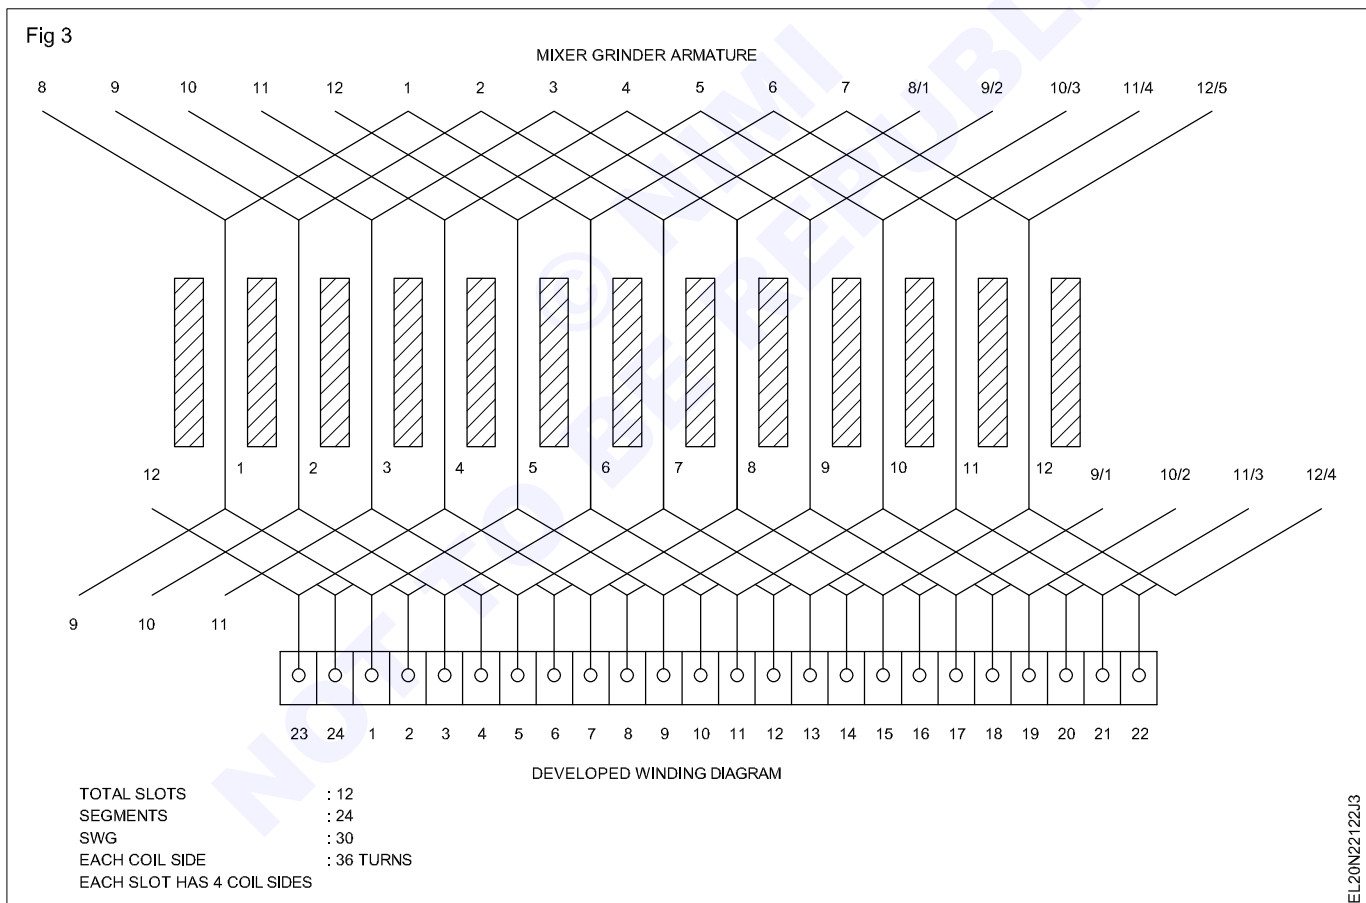 Fig 3
MIXER GRINDER ARMATURE
8 9 10 11 12 1 2 3 4 5 6 7 8/1 9/2 10/3 11/4 12/5
12 1 2 3 4 5 6 7 8 9 10 11 12
9/1 10/2 11/3 12/4
9 10 11
23 24 1 2 3 4 5 6 7 8 9 10 11 12 13 14 15 16 17 18 19 20 21 22
DEVELOPED WINDING DIAGRAM
TOTAL SLOTS : 12
SEGMENTS : 24
SWG : 30
EACH COIL SIDE : 36 TURNS
EACH SLOT HAS 4 COIL SIDES
EL20N22122J3
© NIMI
NOT TO BE REPUBL